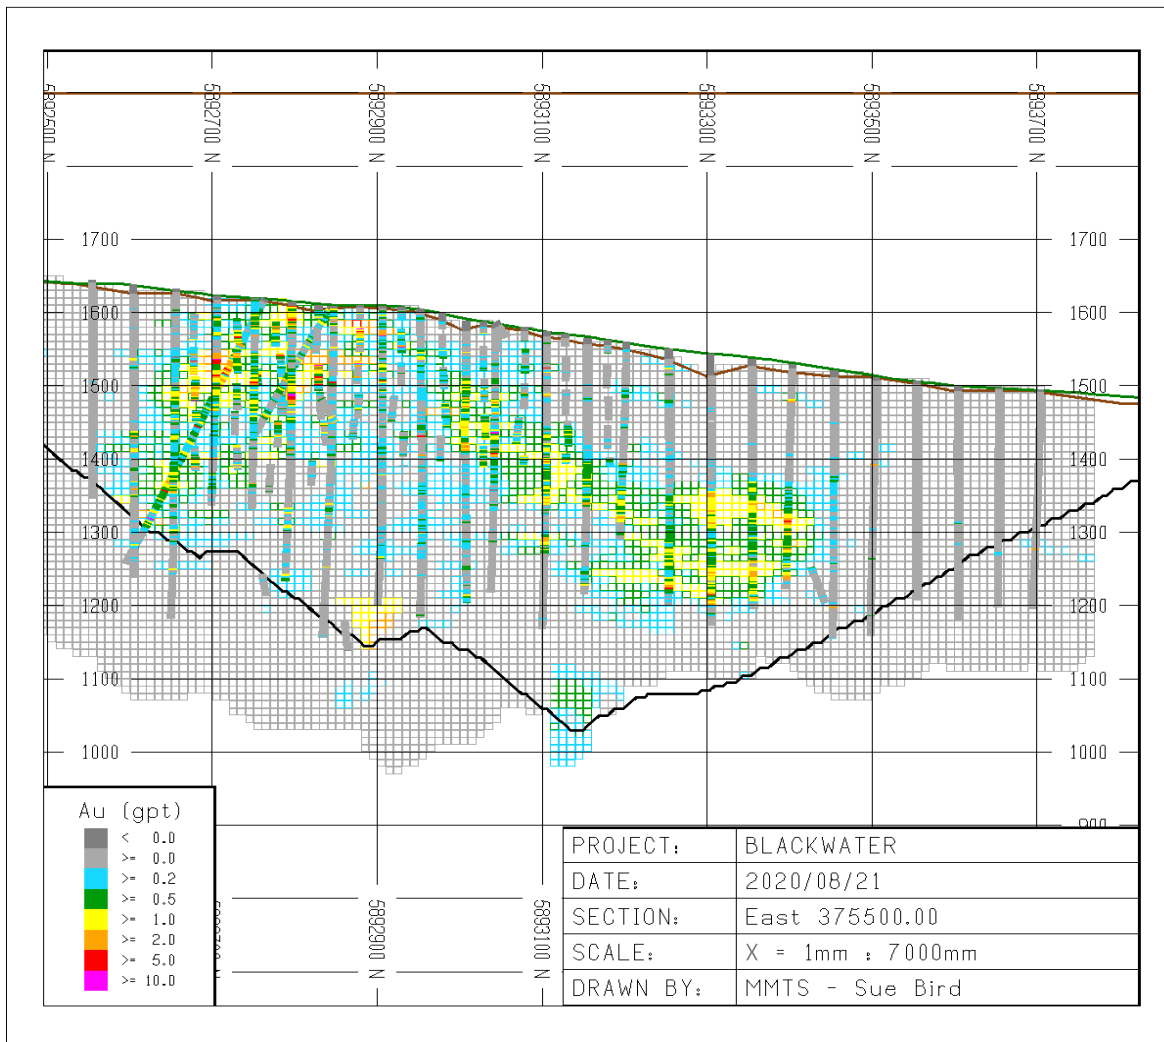 5892500 N 5892700 N 5892900 N 5893100 N 5893300 N 5893500 N 5893700 N
1700 1700
1600 1600
1500 1500
1400 1400
1300 1300
1200 1200
1100 1100
1000 1000
900
Au (gpt)
< 0.0
>= 0.0
>= 0.2
>= 0.5
>= 1.0
>= 2.0
>= 5.0
>= 10.0
5892900 N 5893100 N
PROJECT: BLACKWATER
DATE: 2020/08/21
SECTION: East 375500.00
SCALE: X = 1mm : 7000mm
DRAWN BY: MMTS - Sue Bird